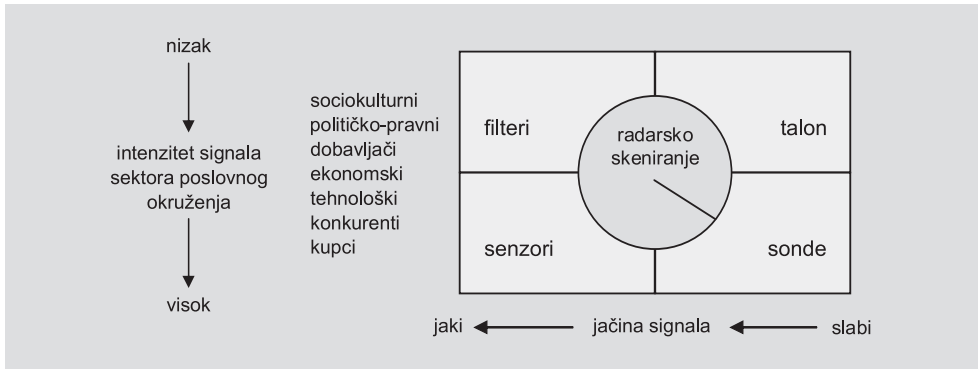 nizak
intenzitet signala
sektora poslovnog
okruženja
visok
sociokulturni
političko-pravni
dobavljači
ekonomski
tehnološki
konkurenti
kupci
filteri
talon
radarsko
skeniranje
senzori
sonde
jaki
jačina signala
slabi